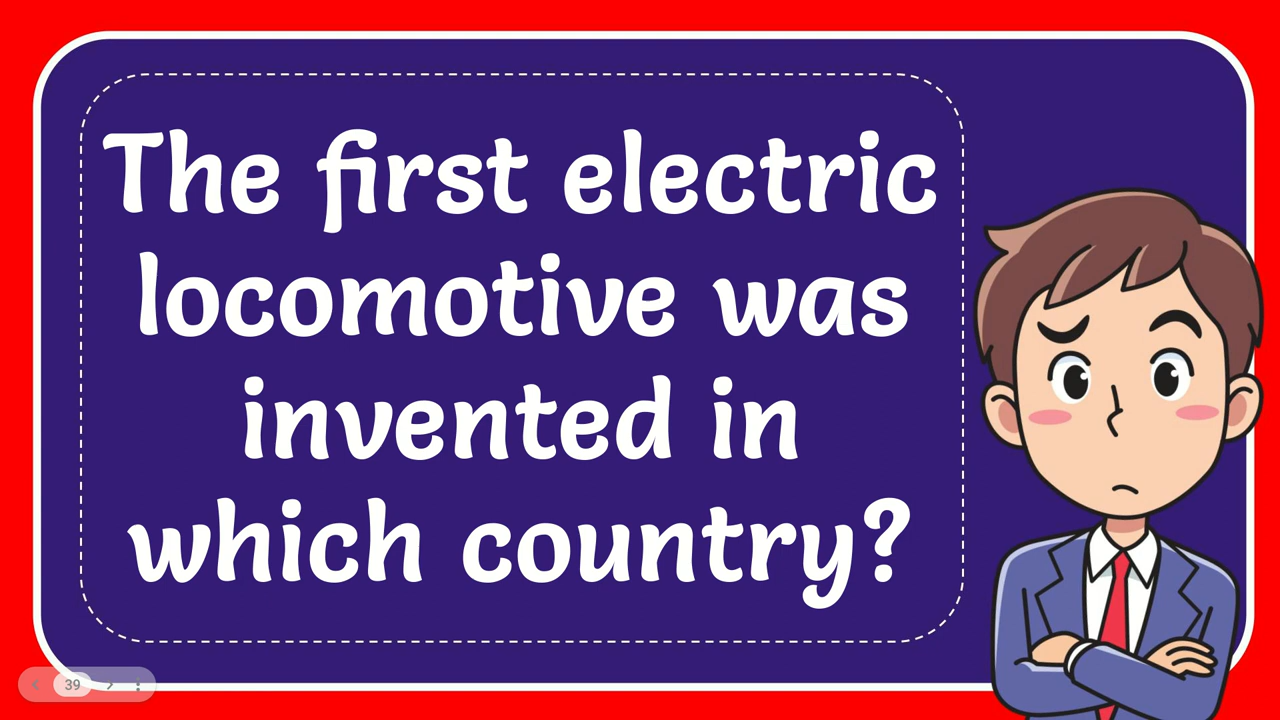 The first electric
locomotive was
invented in
which country?
39